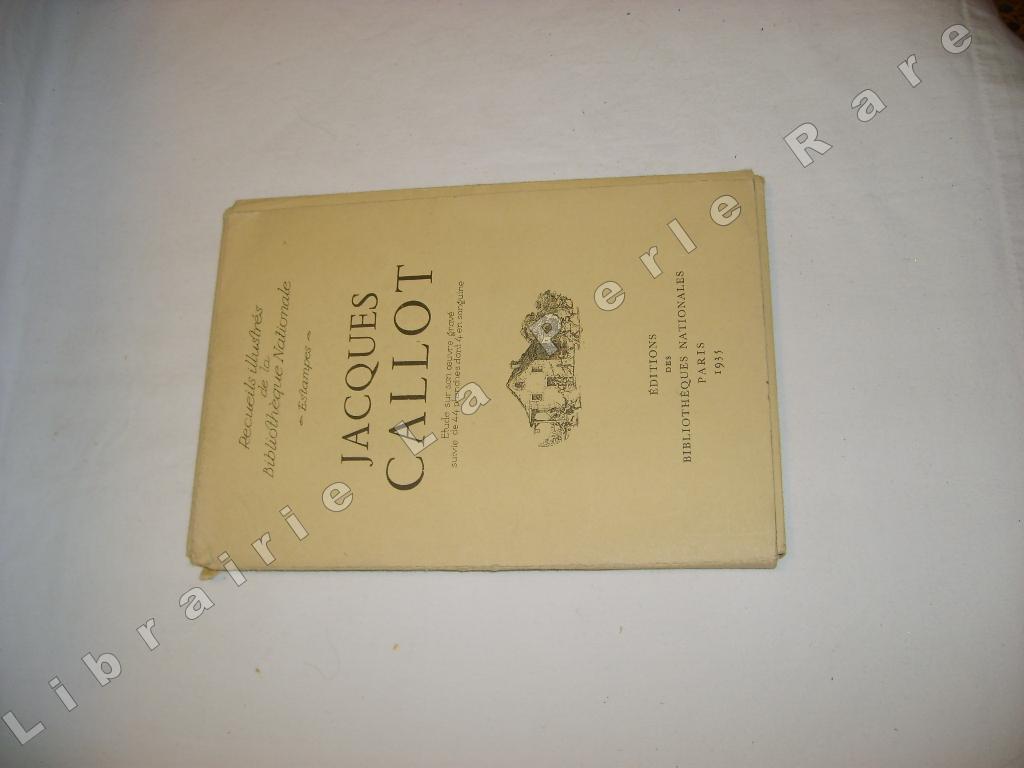 Recueils illustrés
de la
Bibliothèque Nationale
~ Estampes ~
JACQUES
CALLOT
Etude sur son œuvre gravé
suivie de 44 planches dont 4 en sanguine
ÉDITIONS
DES
BIBLIOTHÈQUES NATIONALES
PARIS
1935
Librairie La Perle Rare